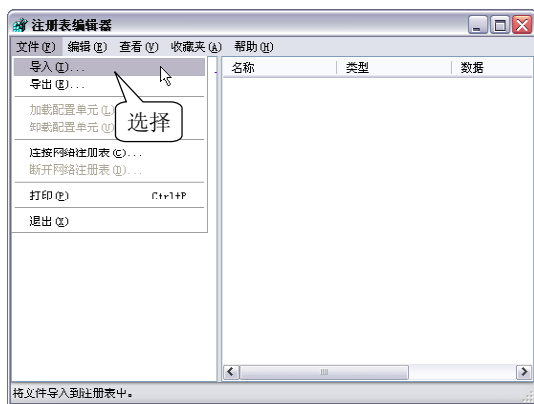 注册表编辑器
文件(F) 编辑(E) 查看(V) 收藏夹(A) 帮助(H)
导入(I)...
导出(E)...
加载配置单元(L)
卸载配置单元(U)
连接网络注册表(C)...
断开网络注册表(D)...
打印(P) Ctrl+P
退出(X)
选择
名称 类型 数据
将文件导入到注册表中。